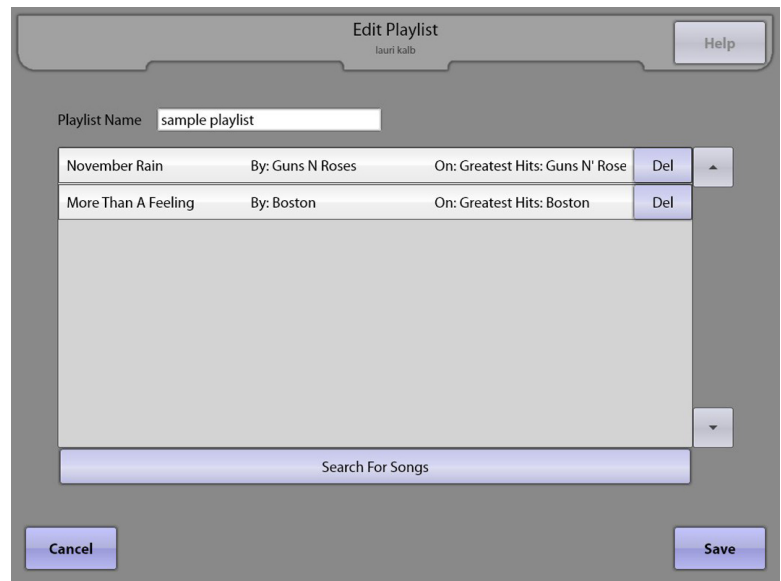 Edit Playlist
lauri kalb
Help
Playlist Name sample playlist
November Rain By: Guns N Roses On: Greatest Hits: Guns N' Rose Del
More Than A Feeling By: Boston On: Greatest Hits: Boston Del
Search For Songs
Cancel Save